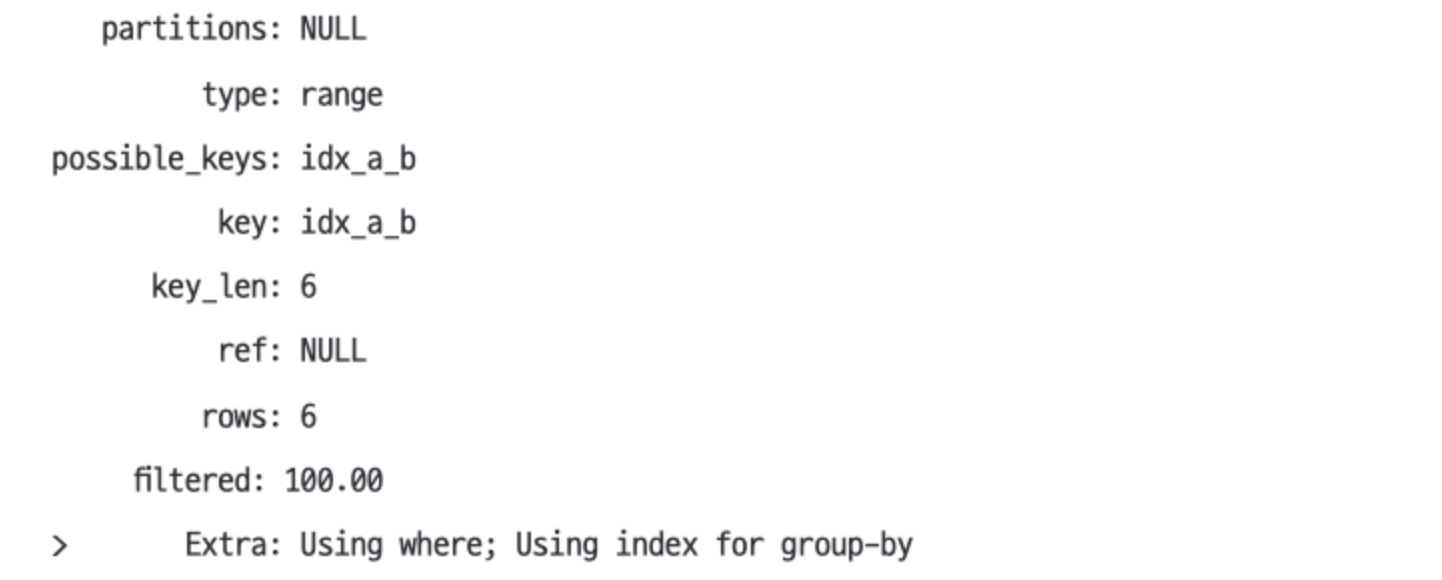 partitions: NULL
type: range
possible_keys: idx_a_b
key: idx_a_b
key_len: 6
ref: NULL
rows: 6
filtered: 100.00
> Extra: Using where; Using index for group-by